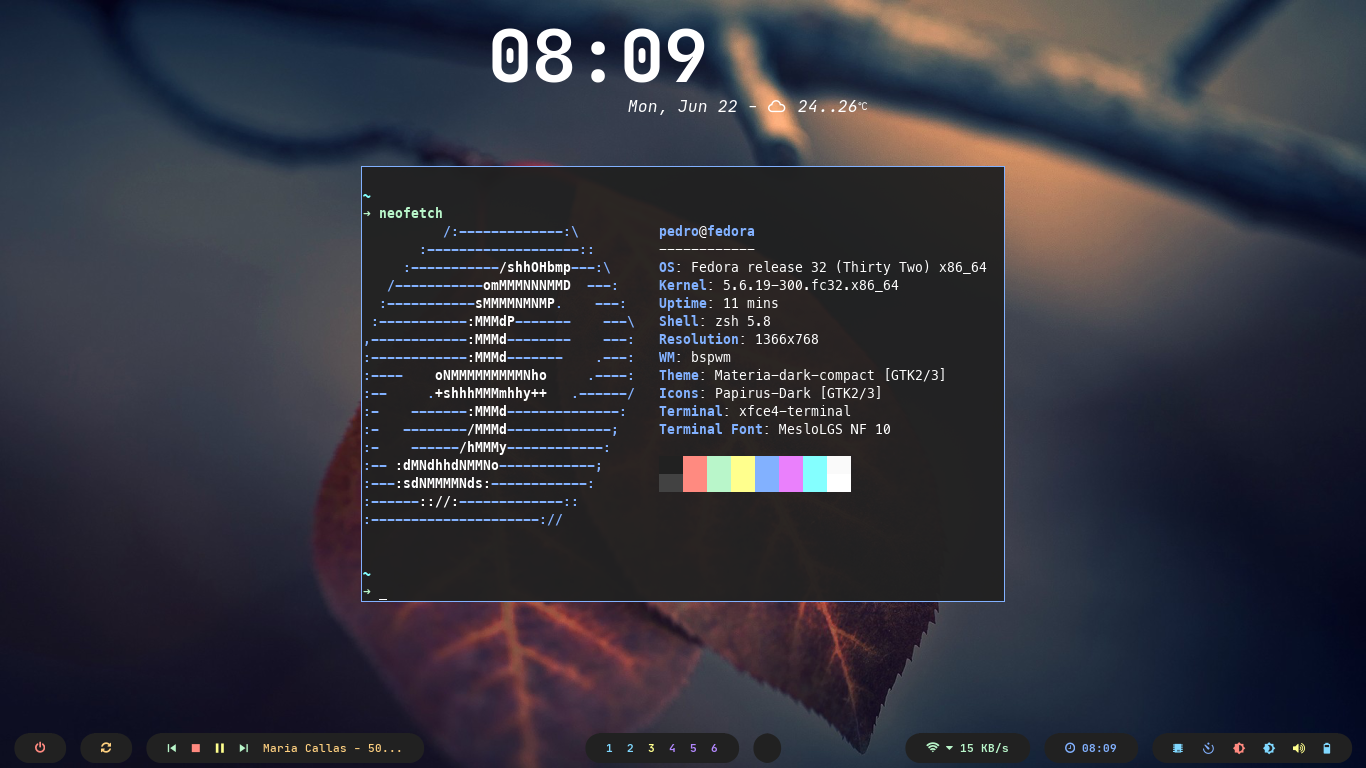 08:09
Mon, Jun 22 - 24..26°C
~
→ neofetch
/:-------------:\
:-------------------::
:-----------/shhOHbmp---:\
/-----------omMMMNNNMMD  ---:
:-----------sMMMMNMNMP.    ---:
:-----------:MMMdP-------    ---\
,------------:MMMd--------    ---:
:------------:MMMd-------    .---:
:----    oNMMMMMMMMMNho     .----:
:--     .+shhhMMMmhhy++   .------/
:-    -------:MMMd--------------:
:-   --------/MMMd-------------;
:-    ------/hMMMy------------:
:-- :dMNdhhdNMMNo------------;
:---:sdNMMMMNds:------------:
:------:://:-------------::
:---------------------://
pedro@fedora
------------
OS: Fedora release 32 (Thirty Two) x86_64
Kernel: 5.6.19-300.fc32.x86_64
Uptime: 11 mins
Shell: zsh 5.8
Resolution: 1366x768
WM: bspwm
Theme: Materia-dark-compact [GTK2/3]
Icons: Papirus-Dark [GTK2/3]
Terminal: xfce4-terminal
Terminal Font: MesloLGS NF 10
~
→ _
Maria Callas - 50...
1 2 3 4 5 6
15 KB/s
08:09